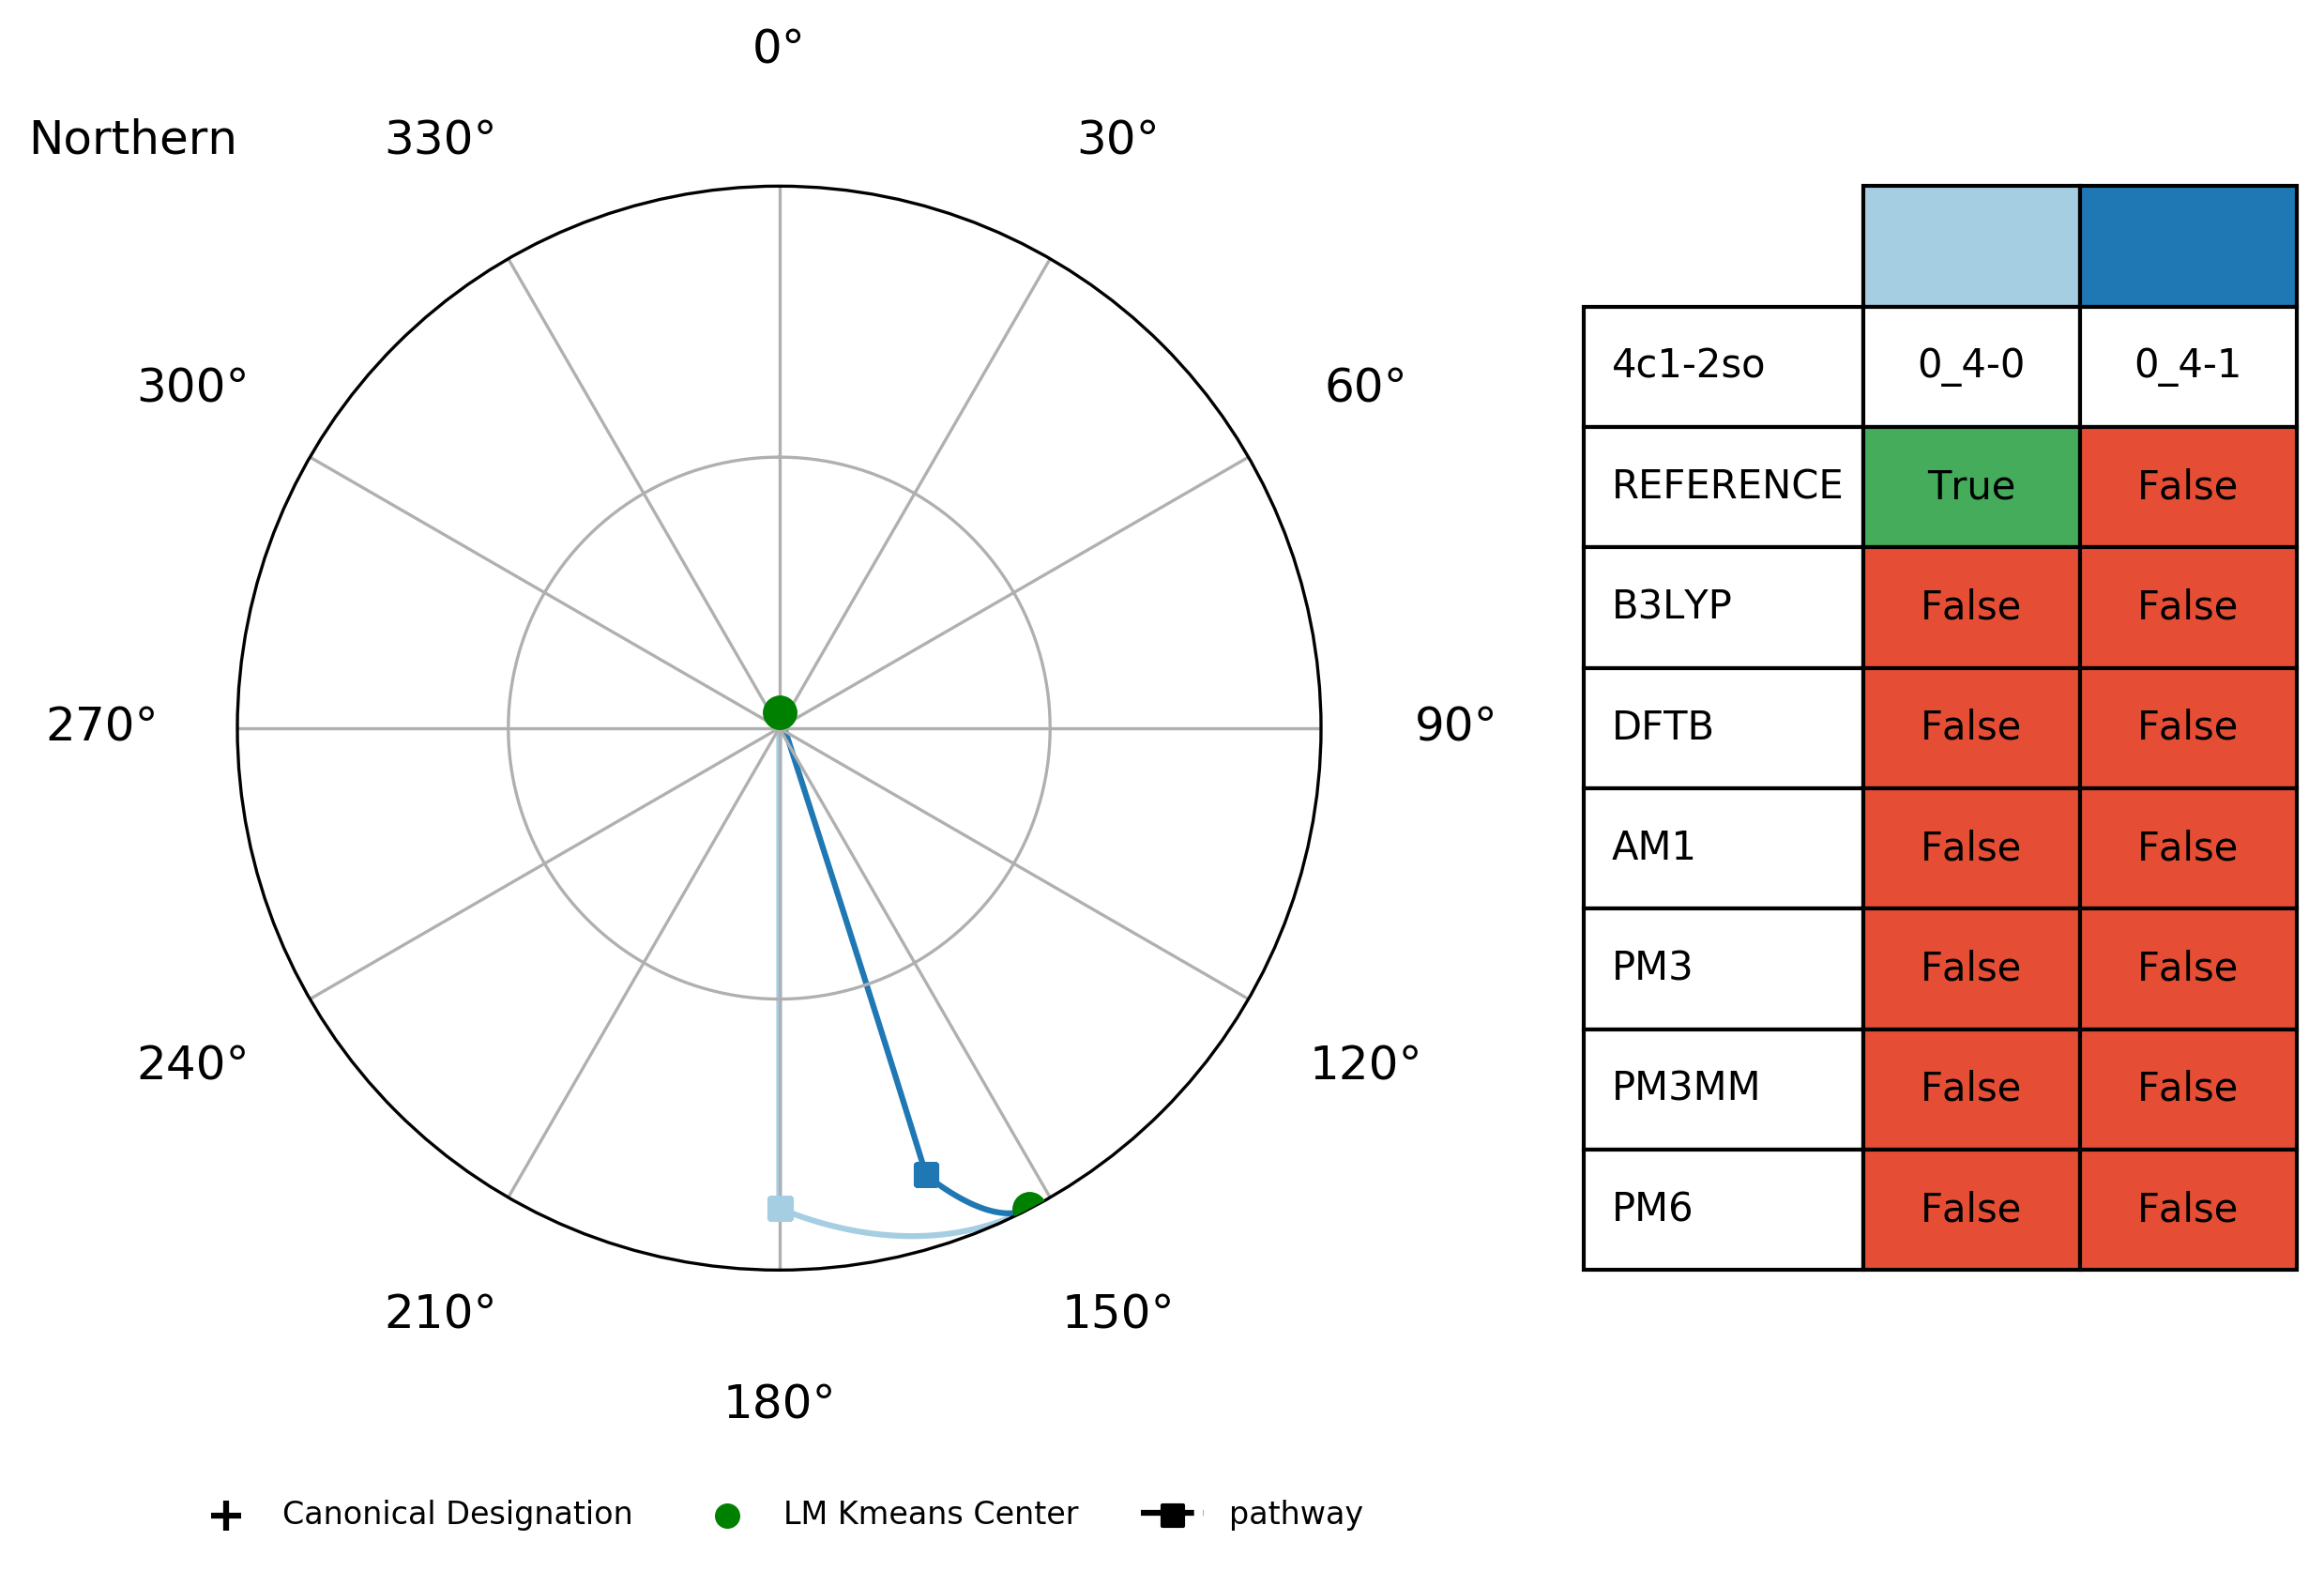 0°
Northern
330°
30°
300°
60°
270°
90°
240°
120°
210°
150°
180°
4c1-2so 0_4-0 0_4-1
REFERENCE True False
B3LYP False False
DFTB False False
AM1 False False
PM3 False False
PM3MM False False
PM6 False False
Canonical Designation LM Kmeans Center pathway